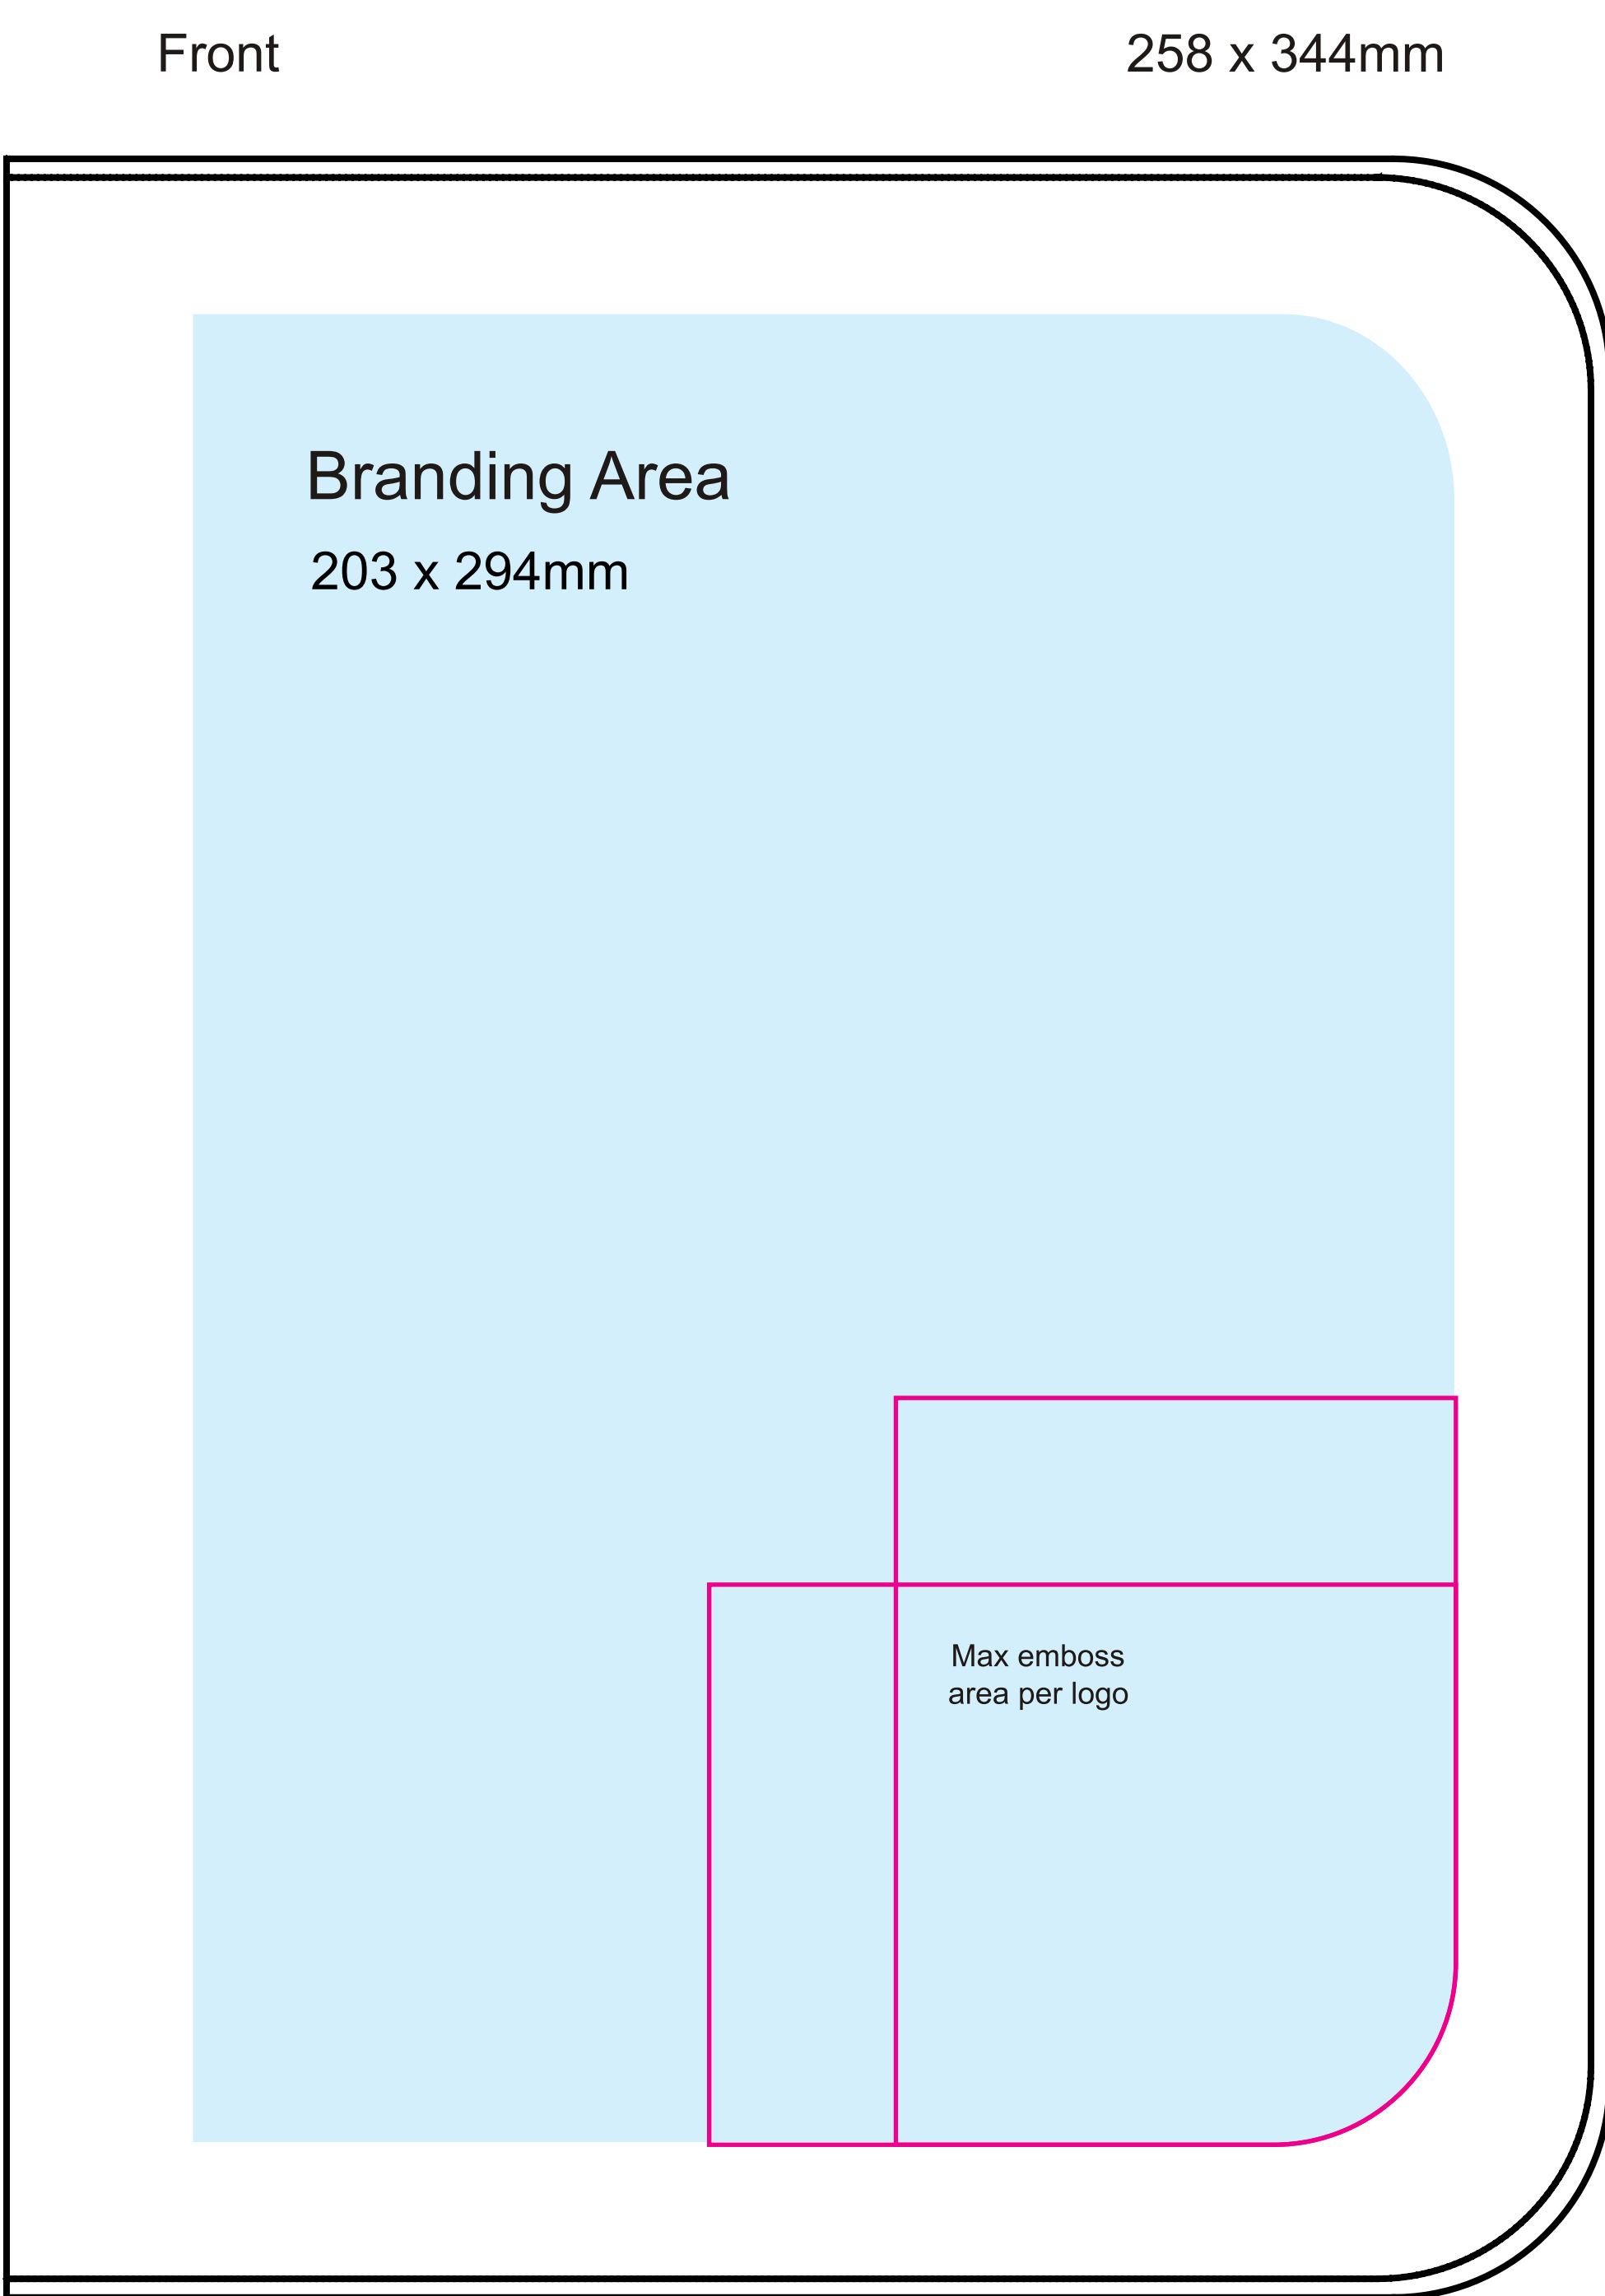 Front
258 x 344mm
Branding Area
203 x 294mm
Max emboss
area per logo